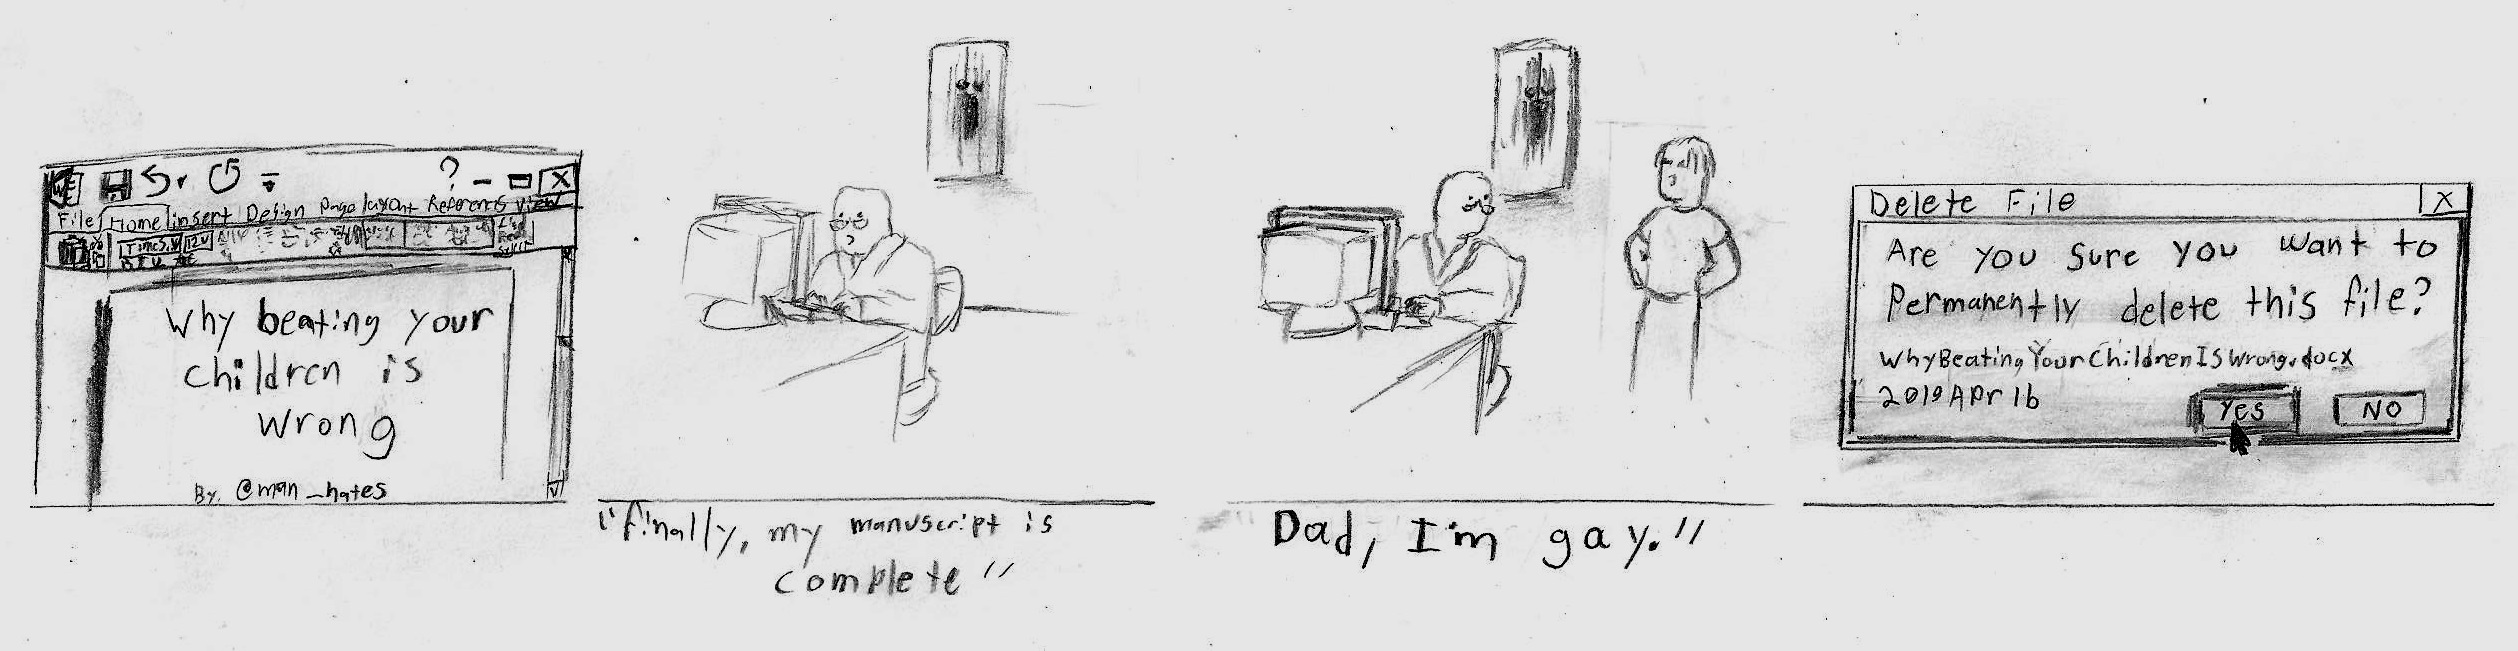 ?
X
File Home insert Design Page layout References View
Times. 12
Why beating your
children is
wrong
By. @man_hates
"finally, my manuscript is
complete"
Dad, I'm gay."
Delete File X
Are you sure you want to
Permanently delete this file?
WhyBeatingYourChildrenIsWrong.docx
2019 Apr 16
Yes NO